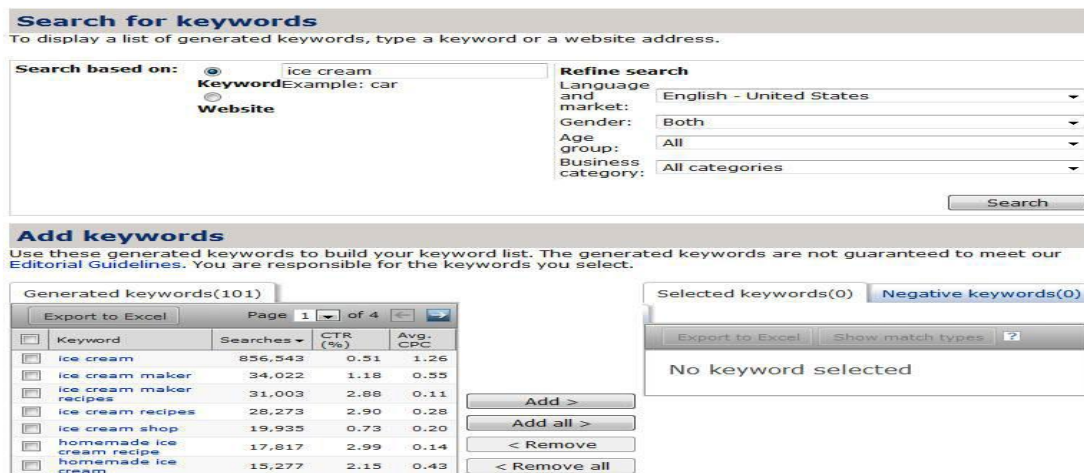 Search for keywords
To display a list of generated keywords, type a keyword or a website address.
Search based on:
ice cream
Keyword
Example: car
Website
Refine search
Language
and
market:
English - United States
Gender:
Both
Age
group:
All
Business
category:
All categories
Search
Add keywords
Use these generated keywords to build your keyword list. The generated keywords are not guaranteed to meet our
Editorial Guidelines. You are responsible for the keywords you select.
Generated keywords(101)
Export to Excel
Page 1 of 4
Keyword Searches CTR (%) Avg. CPC
ice cream 856,543 0.51 1.26
ice cream maker 34,022 1.18 0.55
ice cream maker
recipes 31,003 2.88 0.11
ice cream recipes 28,273 2.90 0.28
ice cream shop 19,935 0.73 0.20
homemade ice
cream recipe 17,817 2.99 0.14
homemade ice
cream 15,277 2.15 0.43
Add >
Add all >
< Remove
< Remove all
Selected keywords(0) Negative keywords(0)
Export to Excel Show match types ?
No keyword selected